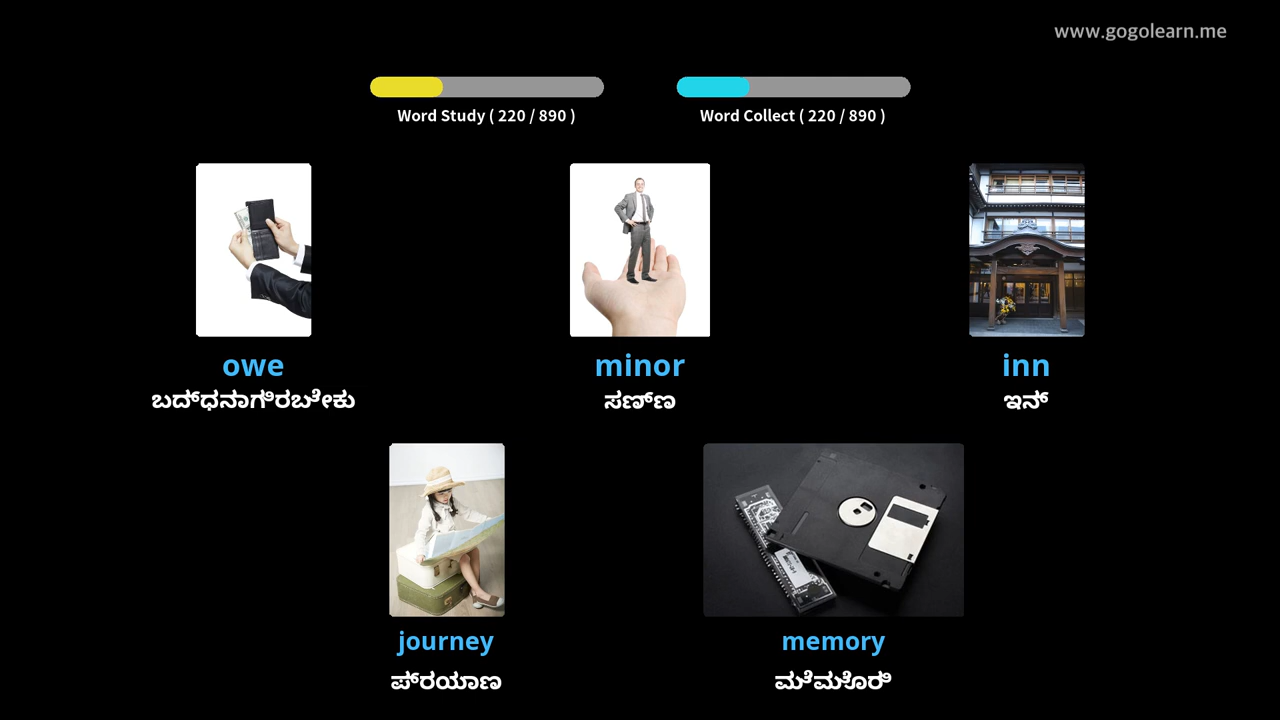 www.gogolearn.me
Word Study ( 220 / 890 )
Word Collect ( 220 / 890 )
owe
ಬದ್ಧನಾಗಿರಬೇಕು
minor
ಸಣ್ಣ
inn
ಇನ್
journey
ಪ್ರಯಾಣ
memory
ಮೆಮೊರಿ